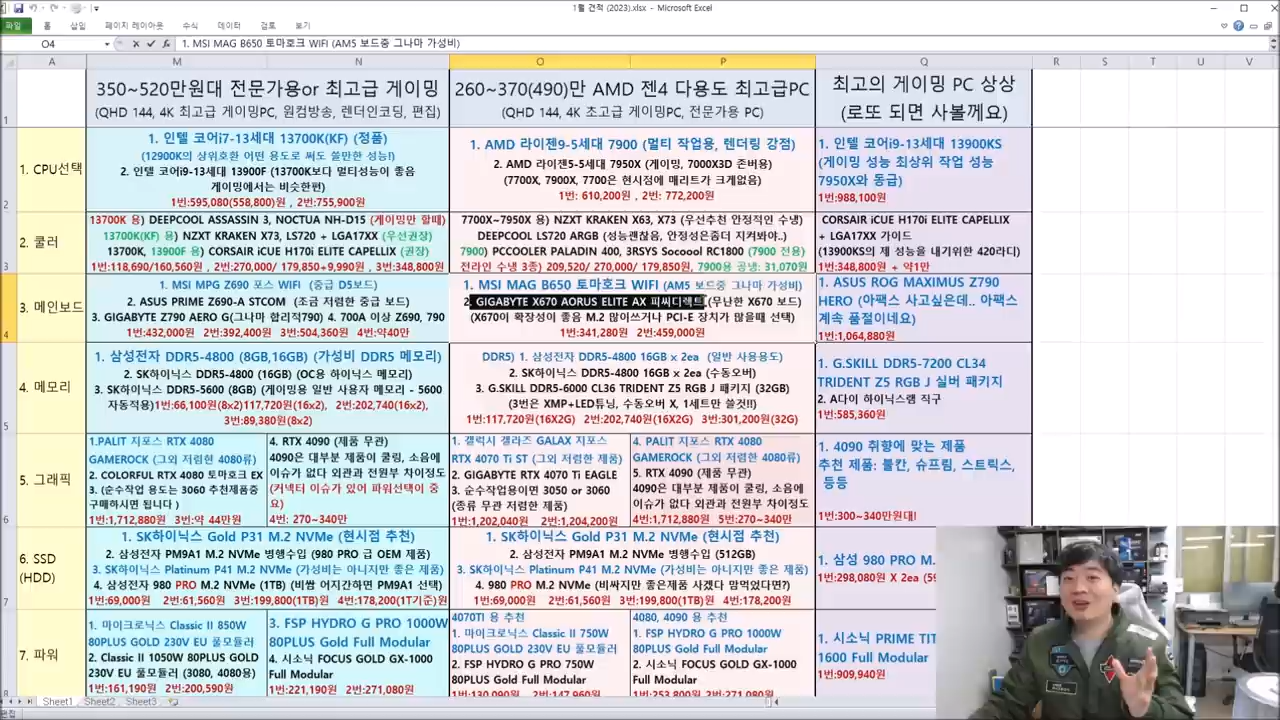 1월 견적 (2023).xlsx - Microsoft Excel
파일 홈 삽입 페이지 레이아웃 수식 데이터 검토 보기
O4
fx
1. MSI MAG B650 토마호크 WIFI (AM5 보드중 그나마 가성비)
A M N O P Q R S T U V
1
350~520만원대 전문가용or 최고급 게이밍
(QHD 144, 4K 최고급 게이밍PC, 원컴방송, 렌더인코딩, 편집)
260~370(490)만 AMD 젠4 다용도 최고급PC
(QHD 144, 4K 초고급 게이밍PC, 전문가용 PC)
최고의 게이밍 PC 상상
(로또 되면 사볼께요)
2
1. CPU선택
1. 인텔 코어i7-13세대 13700K(KF) (정품)
(12900K의 상위호환 어떤 용도로 써도 쓸만한 성능!)
2. 인텔 코어i9-13세대 13900F (13700K보다 멀티성능이 좋음
게이밍에서는 비슷한편)
1번:595,080(558,800원) , 2번:755,900원
1. AMD 라이젠9-5세대 7900 (멀티 작업용, 렌더링 강점)
2. AMD 라이젠5-5세대 7950X (게이밍, 7000X3D 존버용)
(7700X, 7900X, 7700은 현시점에 매리트가 크게없음)
1번: 610,200원 , 2번: 772,200원
1. 인텔 코어i9-13세대 13900KS
(게이밍 성능 최상위 작업 성능
7950X와 동급)
1번:988,100원
3
2. 쿨러
13700K 용) DEEPCOOL ASSASSIN 3, NOCTUA NH-D15 (게이밍만 할때)
13700K(KF) 용) NZXT KRAKEN X73, LS720 + LGA17XX (우선권장)
13700K, 13900F 용) CORSAIR iCUE H170i ELITE CAPELLIX (권장)
1번:118,690/160,560원 , 2번:270,000/ 179,850+9,990원 , 3번:348,800원
7700X~7950X 용) NZXT KRAKEN X63, X73 (우선추천 안정적인 수냉)
DEEPCOOL LS720 ARGB (성능괜찮음, 안정성은좀더 지켜봐야..)
7900) PCCOOLER PALADIN 400, 3RSYS Socoool RC1800 (7900 전용)
전라인 수냉 3종) 209,520/ 270,000/ 179,850원, 7900용 공냉: 31,070원
CORSAIR iCUE H170i ELITE CAPELLIX
+ LGA17XX 가이드
(13900KS의 제 성능을 내기위한 420라디)
1번:348,800원 + 약1만
4
3. 메인보드
1. MSI MPG Z690 포스 WIFI (중급 D5보드)
2. ASUS PRIME Z690-A STCOM (조금 저렴한 중급 보드)
3. GIGABYTE Z790 AERO G(그나마 합리적790) 4. 700A 이상 Z690, 790
1번:432,000원 2번:392,400원 3번:504,360원 4번:약40만
1. MSI MAG B650 토마호크 WIFI (AM5 보드중 그나마 가성비)
2. GIGABYTE X670 AORUS ELITE AX 피씨디렉트 (무난한 X670 보드)
(X670이 확장성이 좋음 M.2 많이쓰거나 PCI-E 장치가 많을때 선택)
1번:341,280원 2번:459,000원
1. ASUS ROG MAXIMUS Z790
HERO (아팩스 사고싶은데.. 아팩스
계속 품절이네요)
1번:1,064,880원
5
4. 메모리
1. 삼성전자 DDR5-4800 (8GB,16GB) (가성비 DDR5 메모리)
2. SK하이닉스 DDR5-4800 (16GB) (OC용 하이닉스 메모리)
3. SK하이닉스 DDR5-5600 (8GB) (게이밍용 일반 사용자 메모리 - 5600
자동적용)1번:66,100원(8x2)117,720원(16x2), 2번:202,740(16x2),
3번:89,380원(8x2)
DDR5) 1. 삼성전자 DDR5-4800 16GB x 2ea (일반 사용용도)
2. SK하이닉스 DDR5-4800 16GB x 2ea (수동오버)
3. G.SKILL DDR5-6000 CL36 TRIDENT Z5 RGB J 패키지 (32GB)
(3번은 XMP+LED튜닝, 수동오버 X, 1세트만 쓸것!!)
1번:117,720원(16X2G) 2번:202,740원(16X2G) 3번:301,200원(32G)
1. G.SKILL DDR5-7200 CL34
TRIDENT Z5 RGB J 실버 패키지
2. A다이 하이닉스램 직구
1번:585,360원
6
5. 그래픽
1.PALIT 지포스 RTX 4080
GAMEROCK (그외 저렴한 4080류)
2. COLORFUL RTX 4080 토마호크 EX
3. (순수작업 용도는 3060 추천제품중
구매하시면 됩니다 )
1번:1,712,880원 3번:약 44만원
4. RTX 4090 (제품 무관)
4090은 대부분 제품이 쿨링, 소음에
이슈가 없다 외관과 전원부 차이정도
(커넥터 이슈가 있어 파워선택이 중
요)
4번: 270~340만
1. 갤럭시 갤라즈 GALAX 지포스
RTX 4070 Ti ST (그외 저렴한 제품)
2. GIGABYTE RTX 4070 Ti EAGLE
3. 순수작업용이면 3050 or 3060
(종류 무관 저렴한 제품)
1번:1,202,040원 2번:1,204,200원
4. PALIT 지포스 RTX 4080
GAMEROCK (그외 저렴한 4080류)
5. RTX 4090 (제품 무관)
4090은 대부분 제품이 쿨링, 소음에
이슈가 없다 외관과 전원부 차이정도
4번:1,712,880원 5번:270~340만
1. 4090 취향에 맞는 제품
추천 제품: 불칸, 슈프림, 스트릭스,
등등
1번:300~340만원대!
7
6. SSD
(HDD)
1. SK하이닉스 Gold P31 M.2 NVMe (현시점 추천)
2. 삼성전자 PM9A1 M.2 NVMe 병행수입 (980 PRO 급 OEM 제품)
3. SK하이닉스 Platinum P41 M.2 NVMe (가성비는 아니지만 좋은제품)
4. 삼성전자 980 PRO M.2 NVMe (1TB) (비쌈 어지간하면 PM9A1 선택)
1번:69,000원 2번:61,560원 3번:199,800(1TB)원 4번:178,200(1T기준)원
1. SK하이닉스 Gold P31 M.2 NVMe (현시점 추천)
2. 삼성전자 PM9A1 M.2 NVMe 병행수입 (512GB)
3. SK하이닉스 Platinum P41 M.2 NVMe (가성비는 아니지만 좋은제품)
4. 980 PRO M.2 NVMe (비싸지만 좋은제품 사겠다 맘먹었다면?)
1번:69,000원 2번:61,560원 3번:199,800(1TB)원 4번:178,200원
1. 삼성 980 PRO M.
1번:298,080원 X 2ea (59
8
7. 파워
1. 마이크로닉스 Classic II 850W
80PLUS GOLD 230V EU 풀모듈러
2. Classic II 1050W 80PLUS GOLD
230V EU 풀모듈러 (3080, 4080용)
1번:161,190원 2번:200,590원
3. FSP HYDRO G PRO 1000W
80PLUS Gold Full Modular
4. 시소닉 FOCUS GOLD GX-1000
Full Modular
1번:221,190원 2번:271,080원
4070TI 용 추천
1. 마이크로닉스 Classic II 750W
80PLUS GOLD 230V EU 풀모듈러
2. FSP HYDRO G PRO 750W
80PLUS Gold Full Modular
1번:130,090원 2번:147,960원
4080, 4090 용 추천
1. FSP HYDRO G PRO 1000W
80PLUS Gold Full Modular
2. 시소닉 FOCUS GOLD GX-1000
Full Modular
1번:253,800원 2번:271,080원
1. 시소닉 PRIME TIT
1600 Full Modular
1번:909,940원
Sheet1 Sheet2 Sheet3
편집